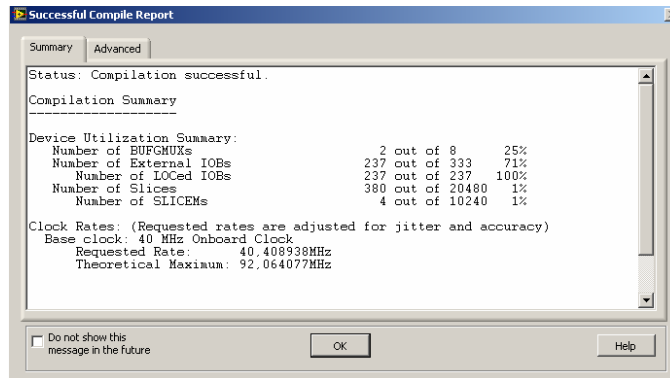 Successful Compile Report
Summary Advanced
Status: Compilation successful.
Compilation Summary
-------------------
Device Utilization Summary:
Number of BUFGMUXs 2 out of 8 25%
Number of External IOBs 237 out of 333 71%
Number of LOCed IOBs 237 out of 237 100%
Number of Slices 380 out of 20480 1%
Number of SLICEMs 4 out of 10240 1%
Clock Rates: (Requested rates are adjusted for jitter and accuracy)
Base clock: 40 MHz Onboard Clock
Requested Rate: 40,408938MHz
Theoretical Maximum: 92,064077MHz
Do not show this
message in the future
OK
Help